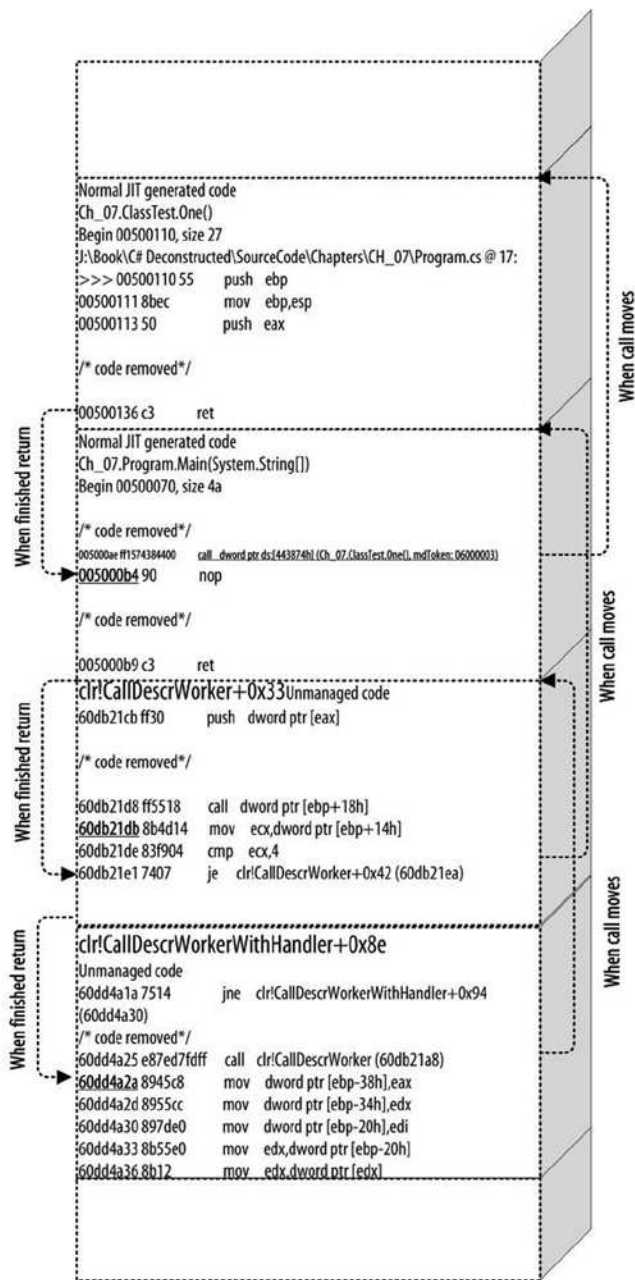 Normal JIT generated code
Ch_07.ClassTest.One()
Begin 00500110, size 27
J:\Book\C# Deconstructed\SourceCode\Chapters\CH_07\Program.cs @ 17:
>>> 00500110 55 push ebp
00500111 8bec mov ebp,esp
00500113 50 push eax
/* code removed*/
00500136 c3 ret
Normal JIT generated code
Ch_07.Program.Main(System.String[])
Begin 00500070, size 4a
/* code removed*/
005000ae ff1574384400 call dword ptr ds:[443874h] (Ch_07.ClassTest.One(), mdToken: 06000003)
005000b4 90 nop
/* code removed*/
005000b9 c3 ret
clr!CallDescrWorker+0x33Unmanaged code
60db21cb ff30 push dword ptr [eax]
/* code removed*/
60db21d8 ff5518 call dword ptr [ebp+18h]
60db21db 8b4d14 mov ecx,dword ptr [ebp+14h]
60db21de 83f904 cmp ecx,4
60db21e1 7407 je clr!CallDescrWorker+0x42 (60db21ea)
clr!CallDescrWorkerWithHandler+0x8e
Unmanaged code
60dd4a1a 7514 jne clr!CallDescrWorkerWithHandler+0x94
(60dd4a30)
/* code removed*/
60dd4a25 e87ed7fdff call clr!CallDescrWorker (60db21a8)
60dd4a2a 8945c8 mov dword ptr [ebp-38h],eax
60dd4a2d 8955cc mov dword ptr [ebp-34h],edx
60dd4a30 897de0 mov dword ptr [ebp-20h],edi
60dd4a33 8b55e0 mov edx,dword ptr [ebp-20h]
60dd4a36 8b12 mov edx,dword ptr [edx]
When finished return
When finished return
When finished return
When call moves
When call moves
When call moves